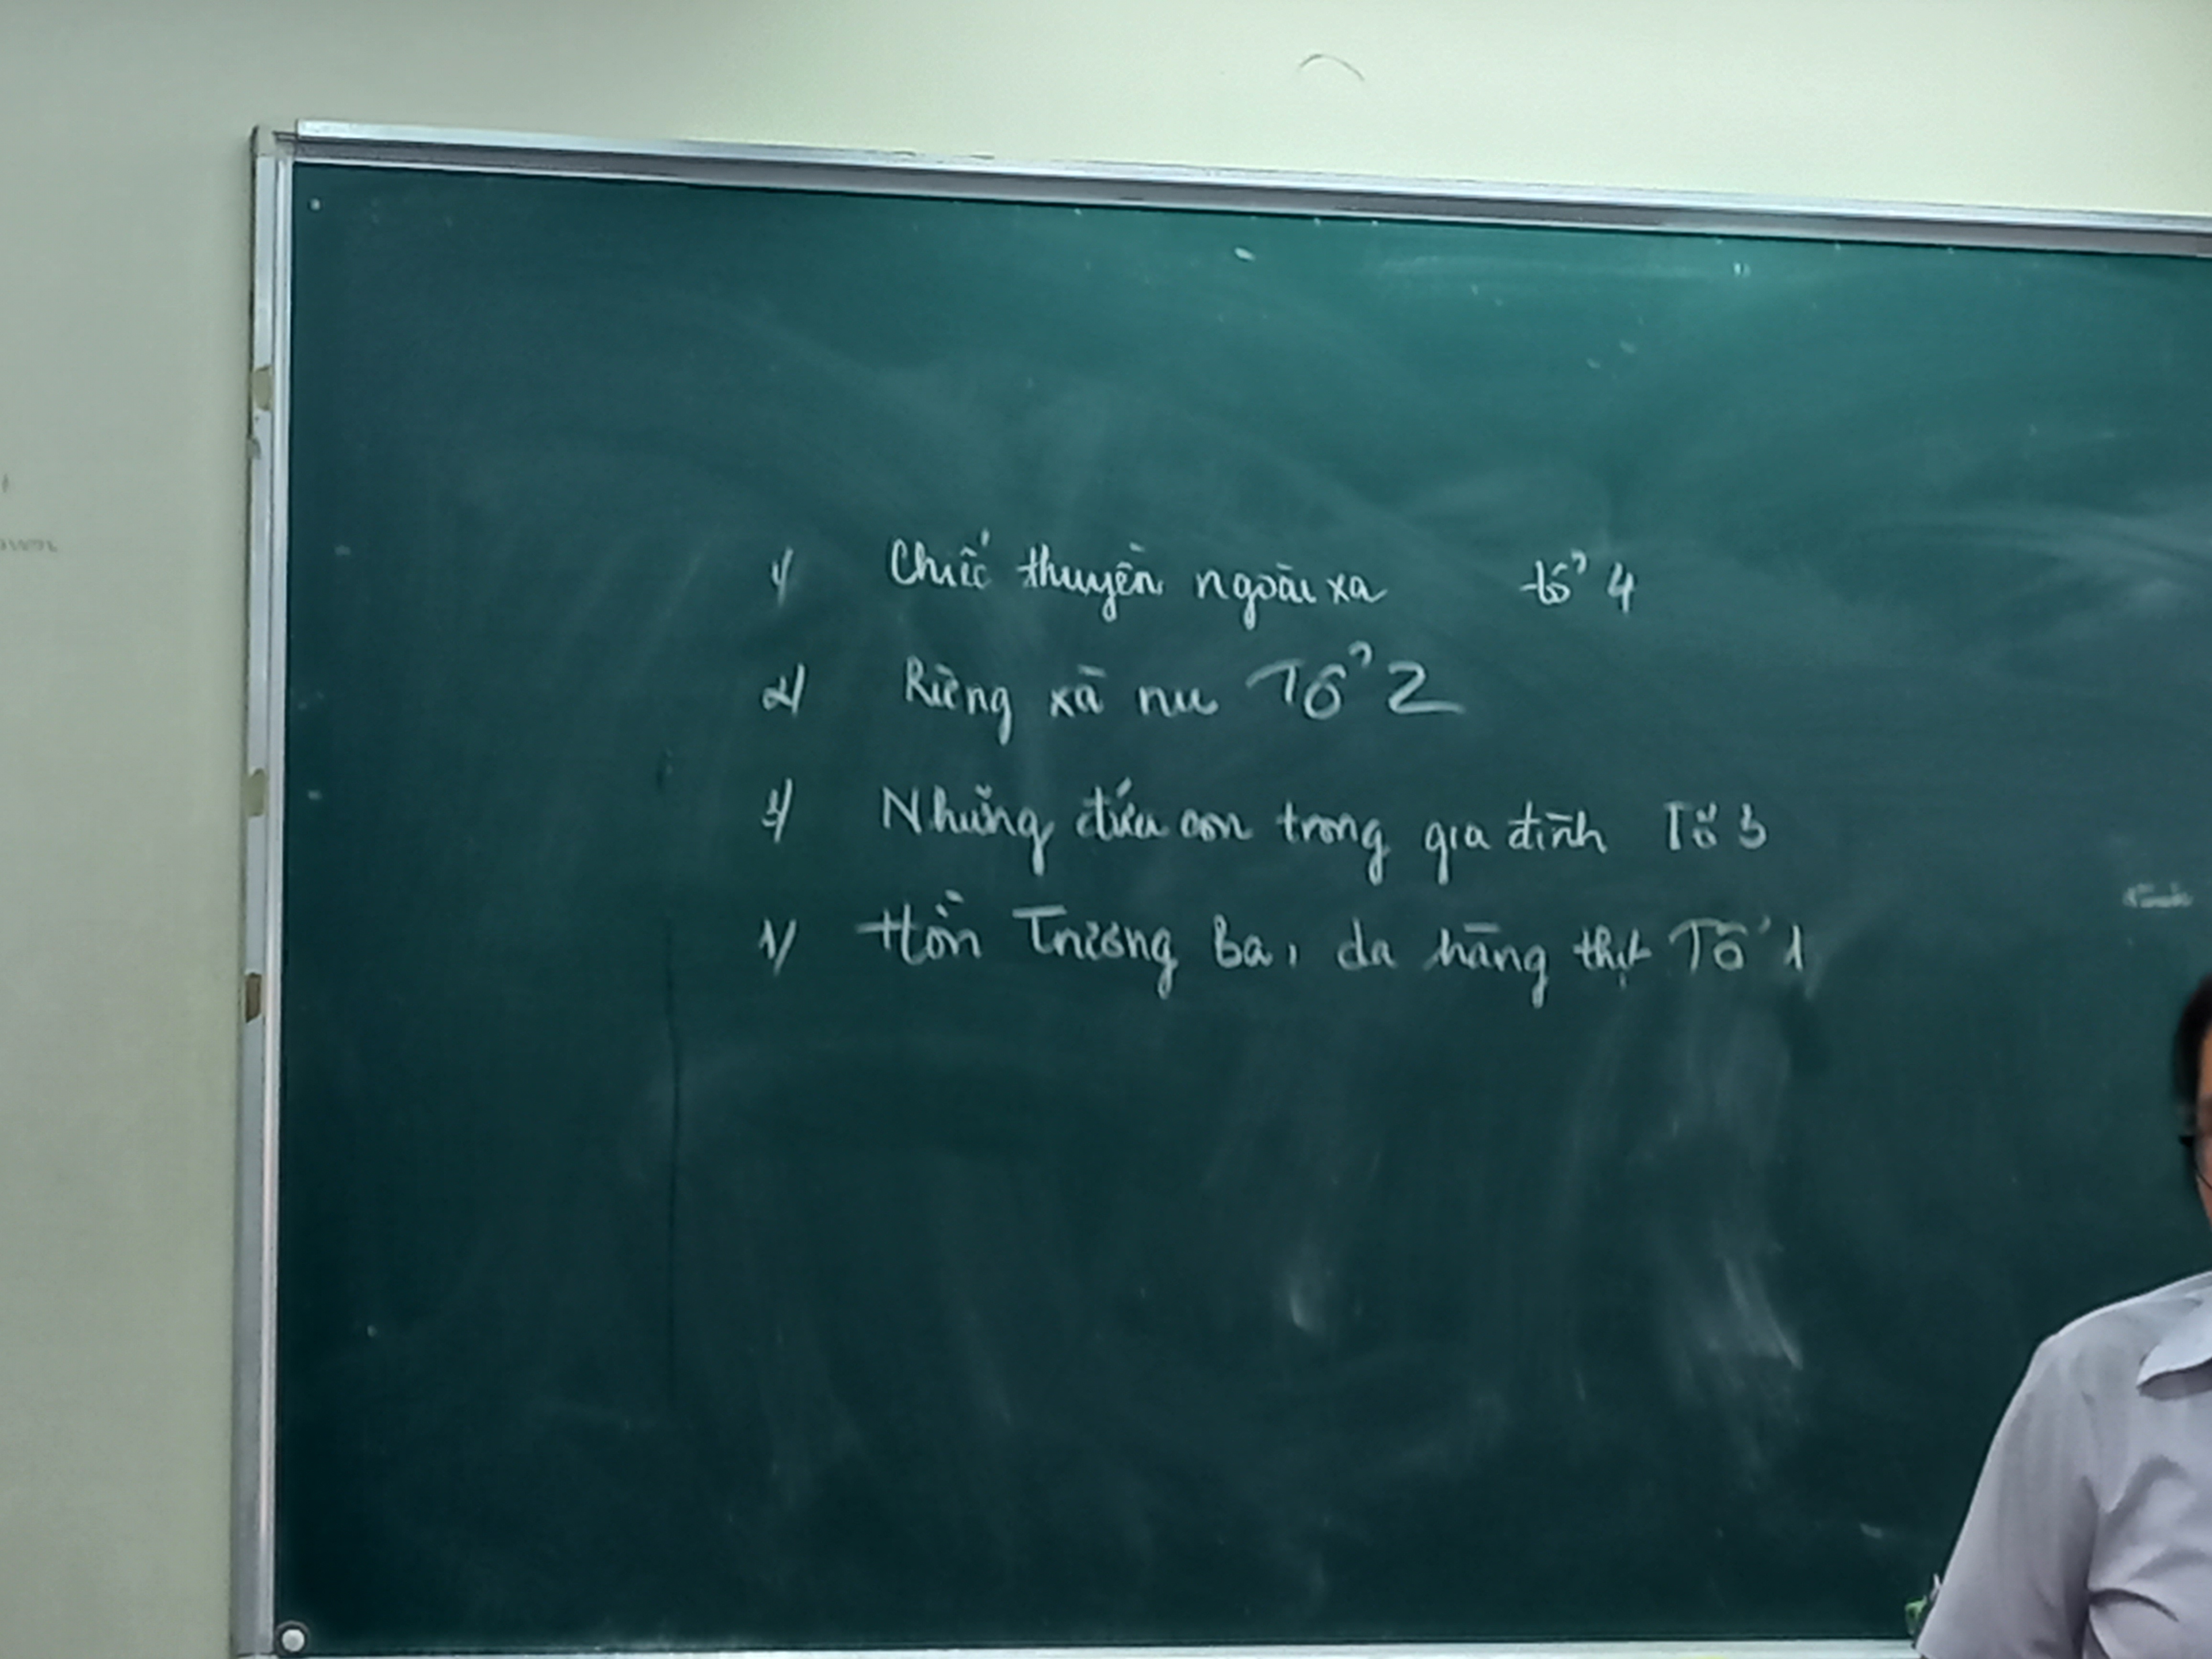 1/ Chiếc thuyền ngoài xa tổ 4
2/ Rừng xà nu Tổ 2
3/ Những đứa con trong gia đình Tổ 3
1/ Hồn Trương Ba, da hàng thịt Tổ 1